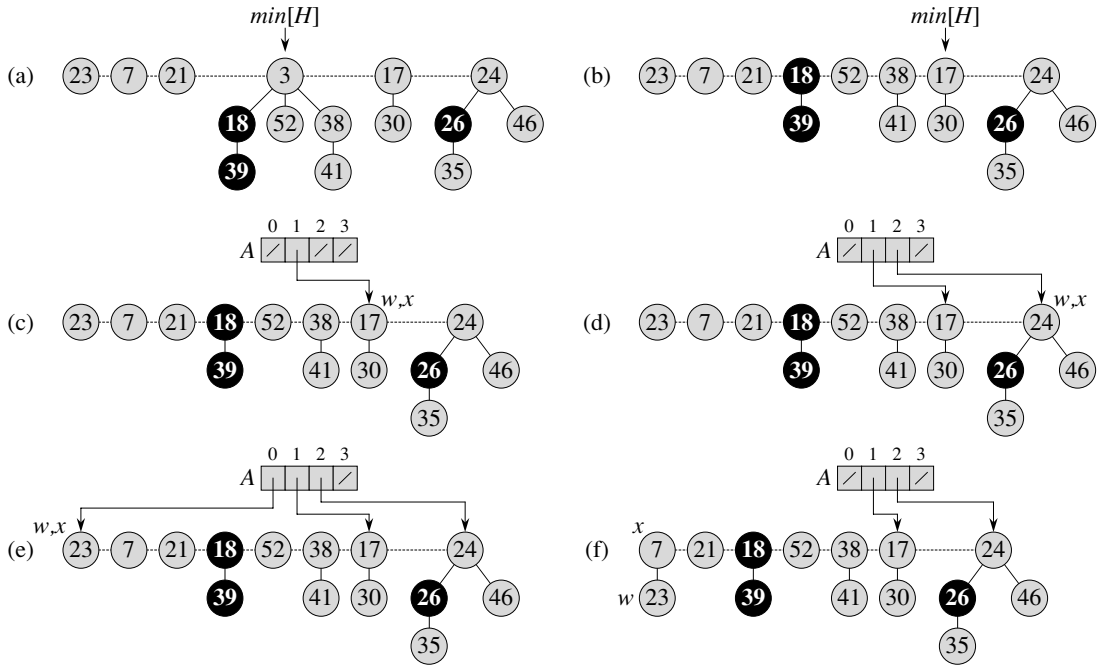 min[H] min[H]
(a) 23 7 21 3 17 24 (b) 23 7 21 18 52 38 17 24
18 52 38 30 26 46 39 41 30 26 46
39 41 35 35
0 1 2 3 0 1 2 3
A A
w,x w,x
(c) 23 7 21 18 52 38 17 24 (d) 23 7 21 18 52 38 17 24
39 41 30 26 46 39 41 30 26 46
35 35
0 1 2 3 0 1 2 3
A A
w,x x
(e) 23 7 21 18 52 38 17 24 (f) 7 21 18 52 38 17 24
39 41 30 26 46 w 23 39 41 30 26 46
35 35